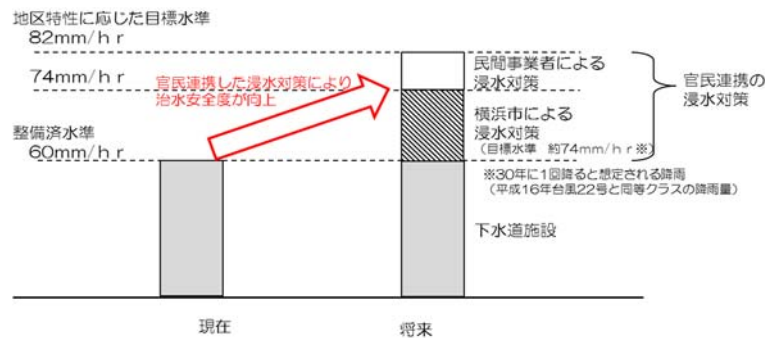 地区特性に応じた目標水準
82mm/hr
74mm/hr
官民連携した浸水対策により
治水安全度が向上
整備済水準
60mm/hr
民間事業者による
浸水対策
横浜市による
浸水対策
(目標水準　約74mm/hr※)
官民連携の
浸水対策
※30年に1回降ると想定される降雨
（平成16年台風22号と同等クラスの降雨量）
下水道施設
現在
将来